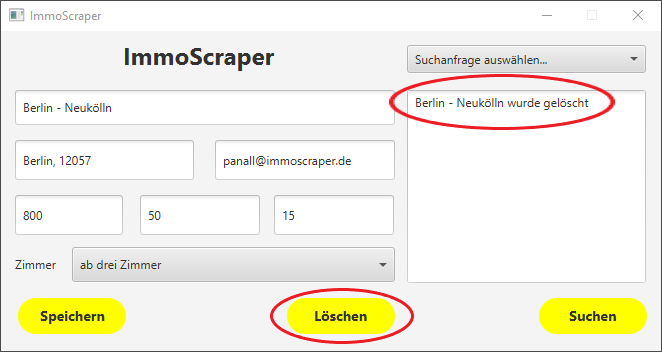 ImmoScraper
ImmoScraper
Suchanfrage auswählen...
Berlin - Neukölln
Berlin - Neukölln wurde gelöscht
Berlin, 12057
panall@immoscraper.de
800
50
15
Zimmer
ab drei Zimmer
Speichern
Löschen
Suchen